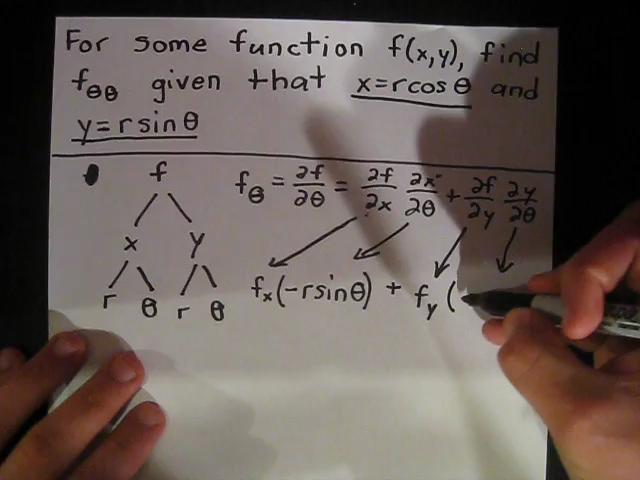 For some function f(x,y), find
fθθ given that x=rcosθ and
y=rsinθ
f
x y
r θ r θ
fθ = ∂f/∂θ = ∂f/∂x ∂x/∂θ + ∂f/∂y ∂y/∂θ
fx(-rsinθ) + fy(